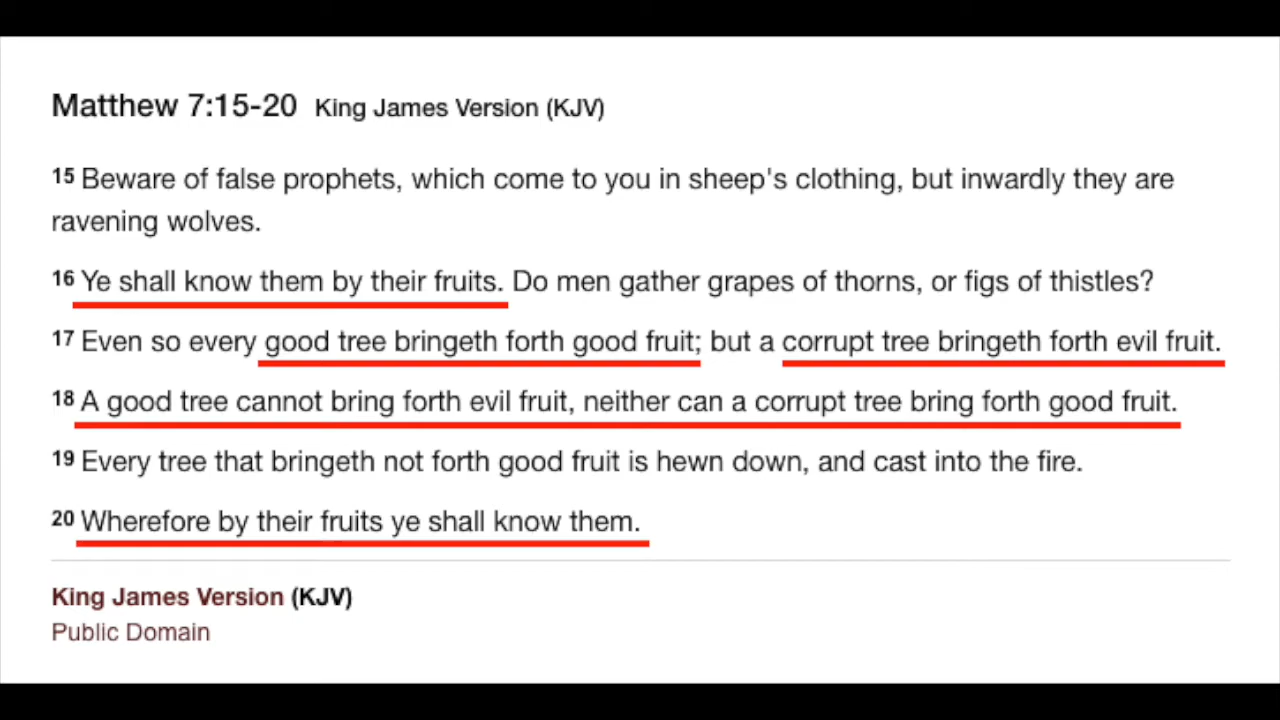 Matthew 7:15-20 King James Version (KJV)
15 Beware of false prophets, which come to you in sheep's clothing, but inwardly they are
ravening wolves.
16 Ye shall know them by their fruits. Do men gather grapes of thorns, or figs of thistles?
17 Even so every good tree bringeth forth good fruit; but a corrupt tree bringeth forth evil fruit.
18 A good tree cannot bring forth evil fruit, neither can a corrupt tree bring forth good fruit.
19 Every tree that bringeth not forth good fruit is hewn down, and cast into the fire.
20 Wherefore by their fruits ye shall know them.
King James Version (KJV)
Public Domain